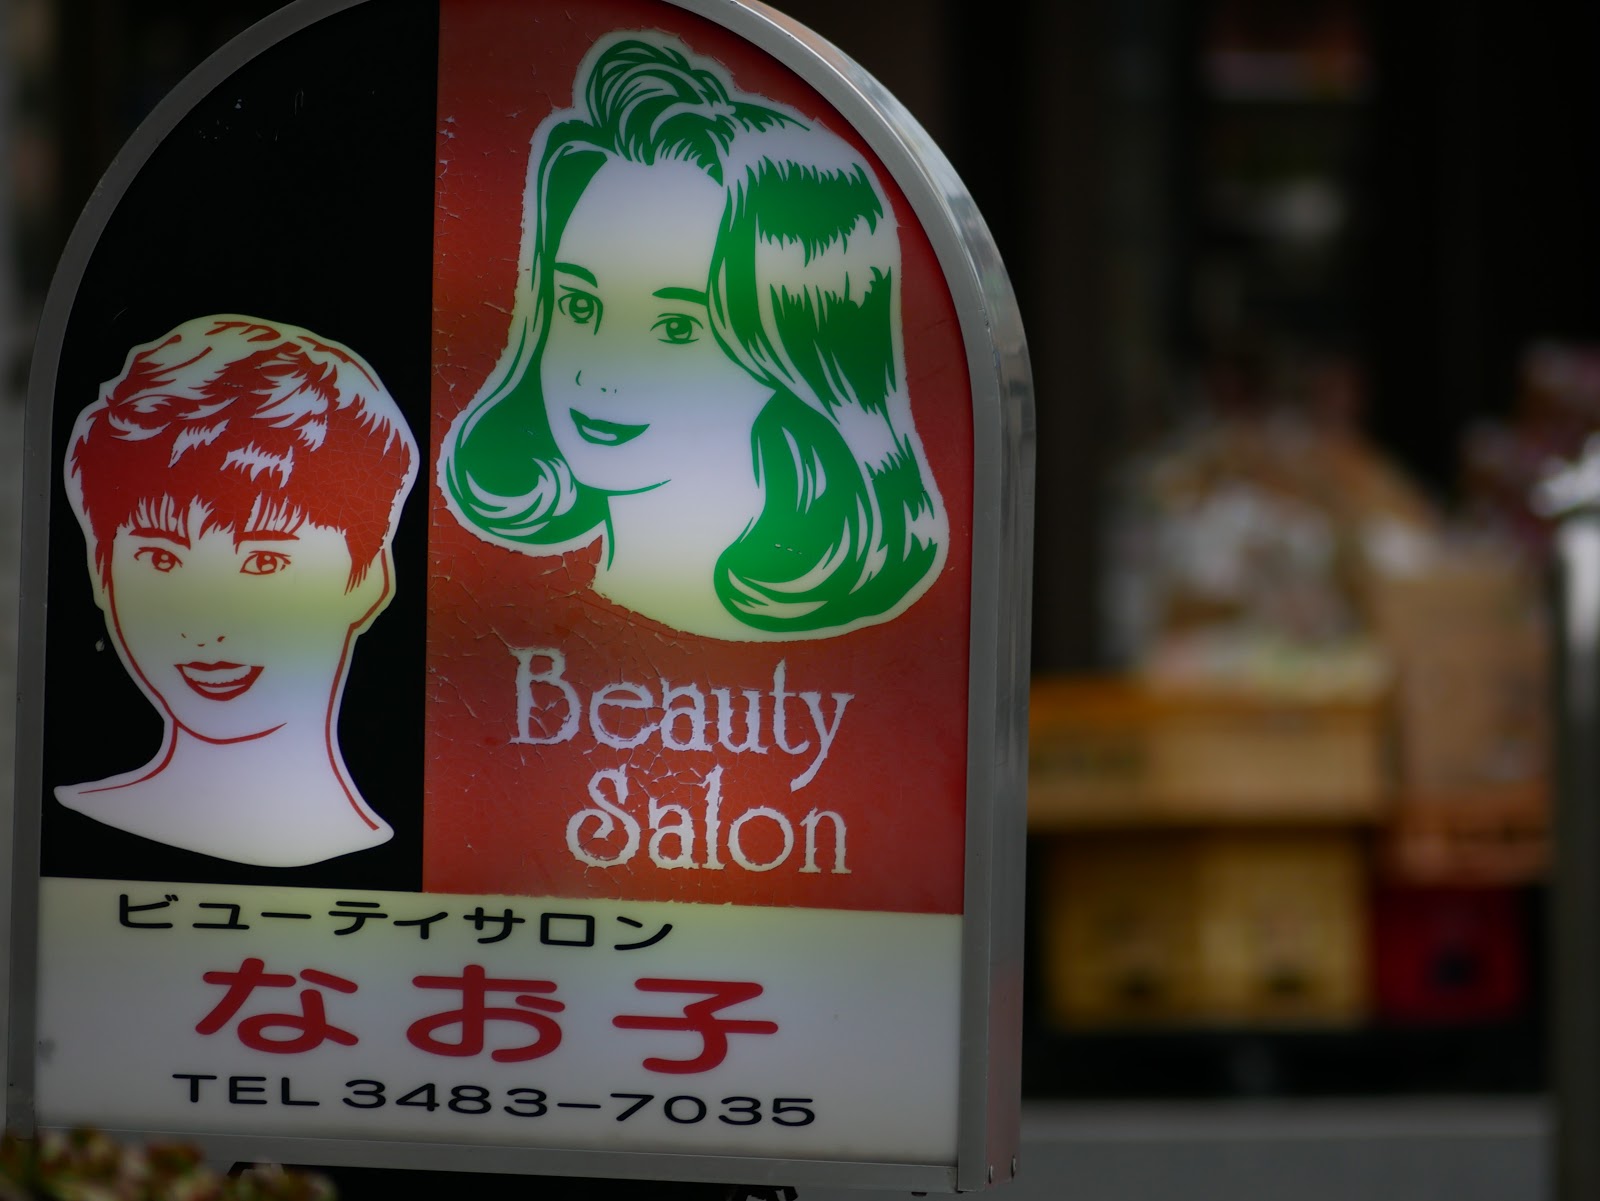 Beauty
Salon
ビューティサロン
なお子
TEL 3483-7035